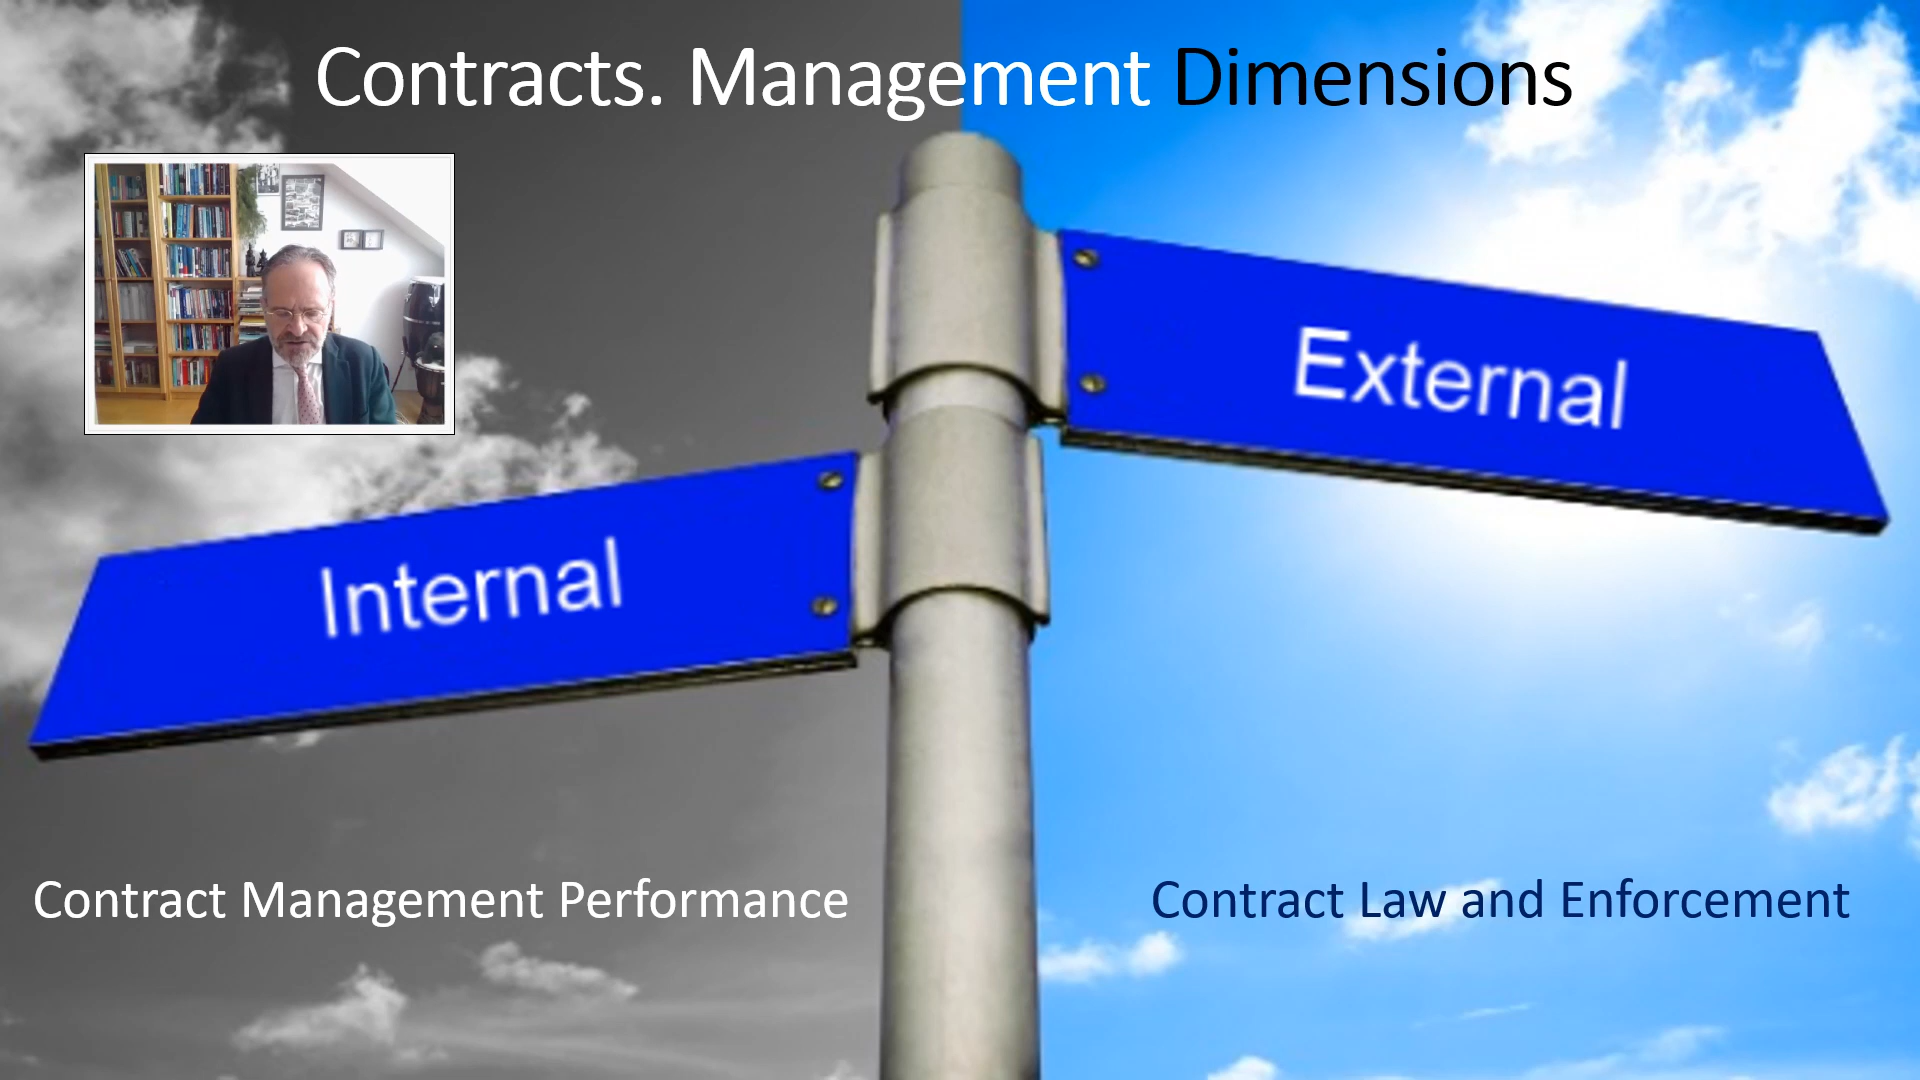 Contracts. Management Dimensions
External
Internal
Contract Management Performance
Contract Law and Enforcement